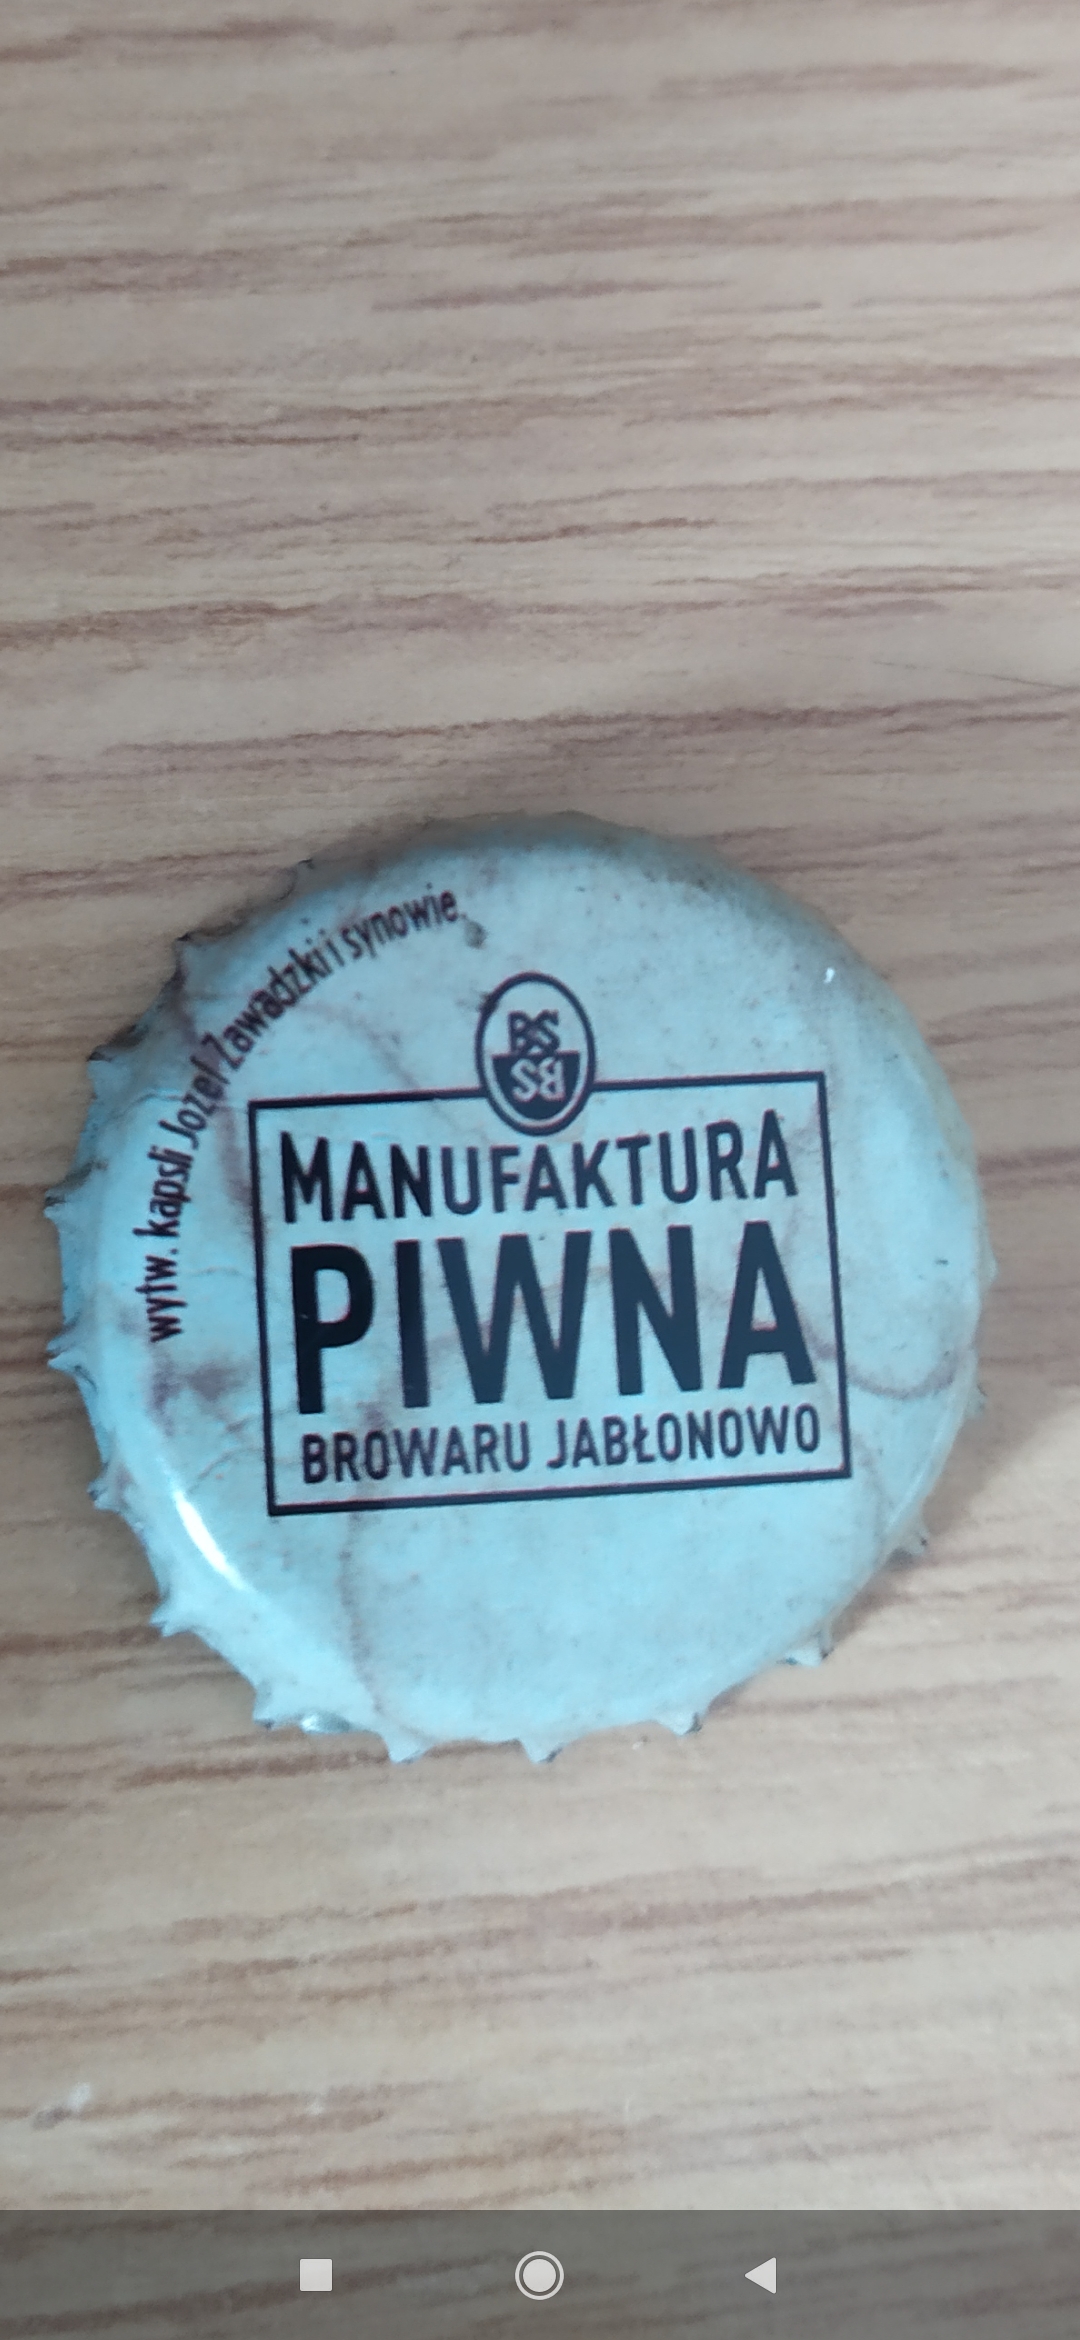 wytw. kapsli Józef Zawadzki i synowie.
BS
BS
MANUFAKTURA
PIWNA
BROWARU JABŁONOWO